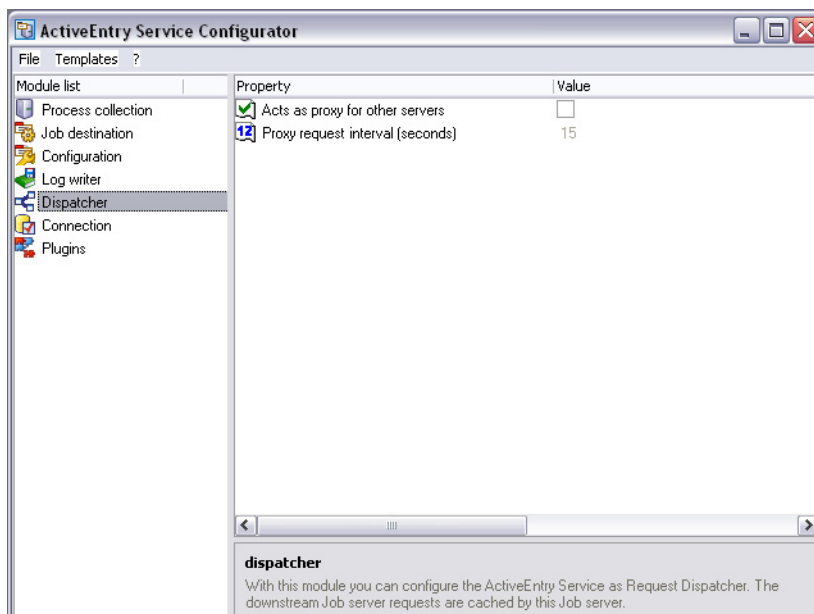 ActiveEntry Service Configurator
File Templates ?
Module list
Property Value
Process collection
Job destination
Configuration
Log writer
Dispatcher
Connection
Plugins
Acts as proxy for other servers
12 Proxy request interval (seconds) 15
dispatcher
With this module you can configure the ActiveEntry Service as Request Dispatcher. The
downstream Job server requests are cached by this Job server.